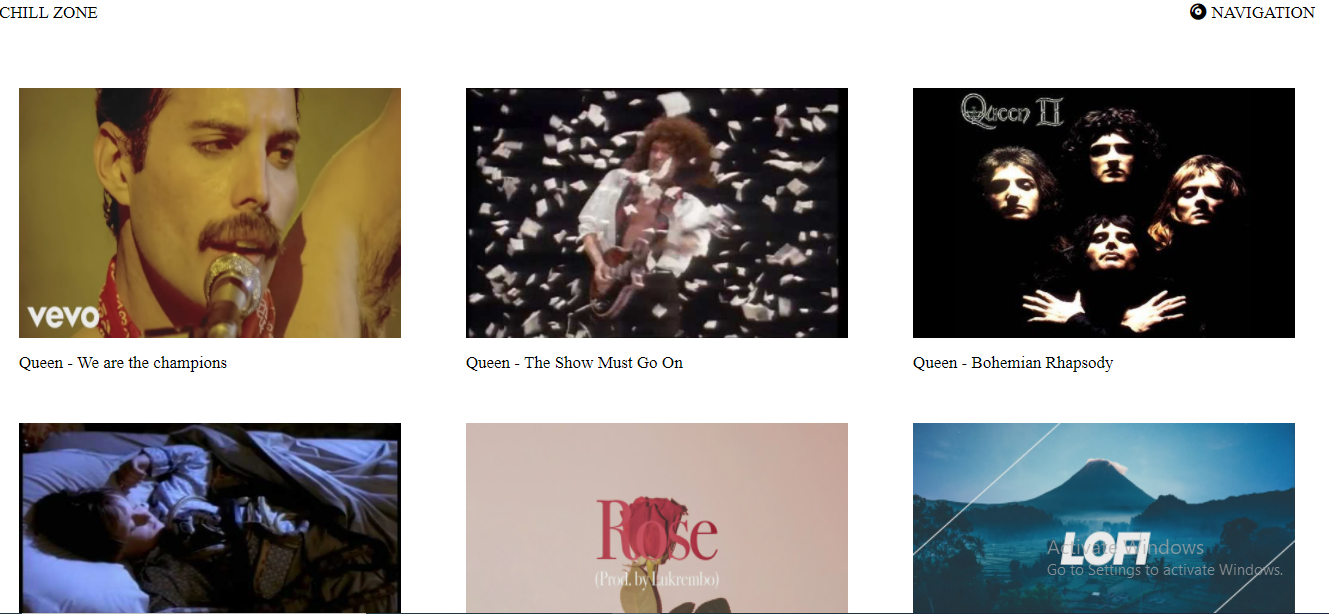 CHILL ZONE
NAVIGATION
vevo
Queen II
Queen - We are the champions
Queen - The Show Must Go On
Queen - Bohemian Rhapsody
Rose
(Prod. by Lukrembo)
LOFI
Activate Windows
Go to Settings to activate Windows.